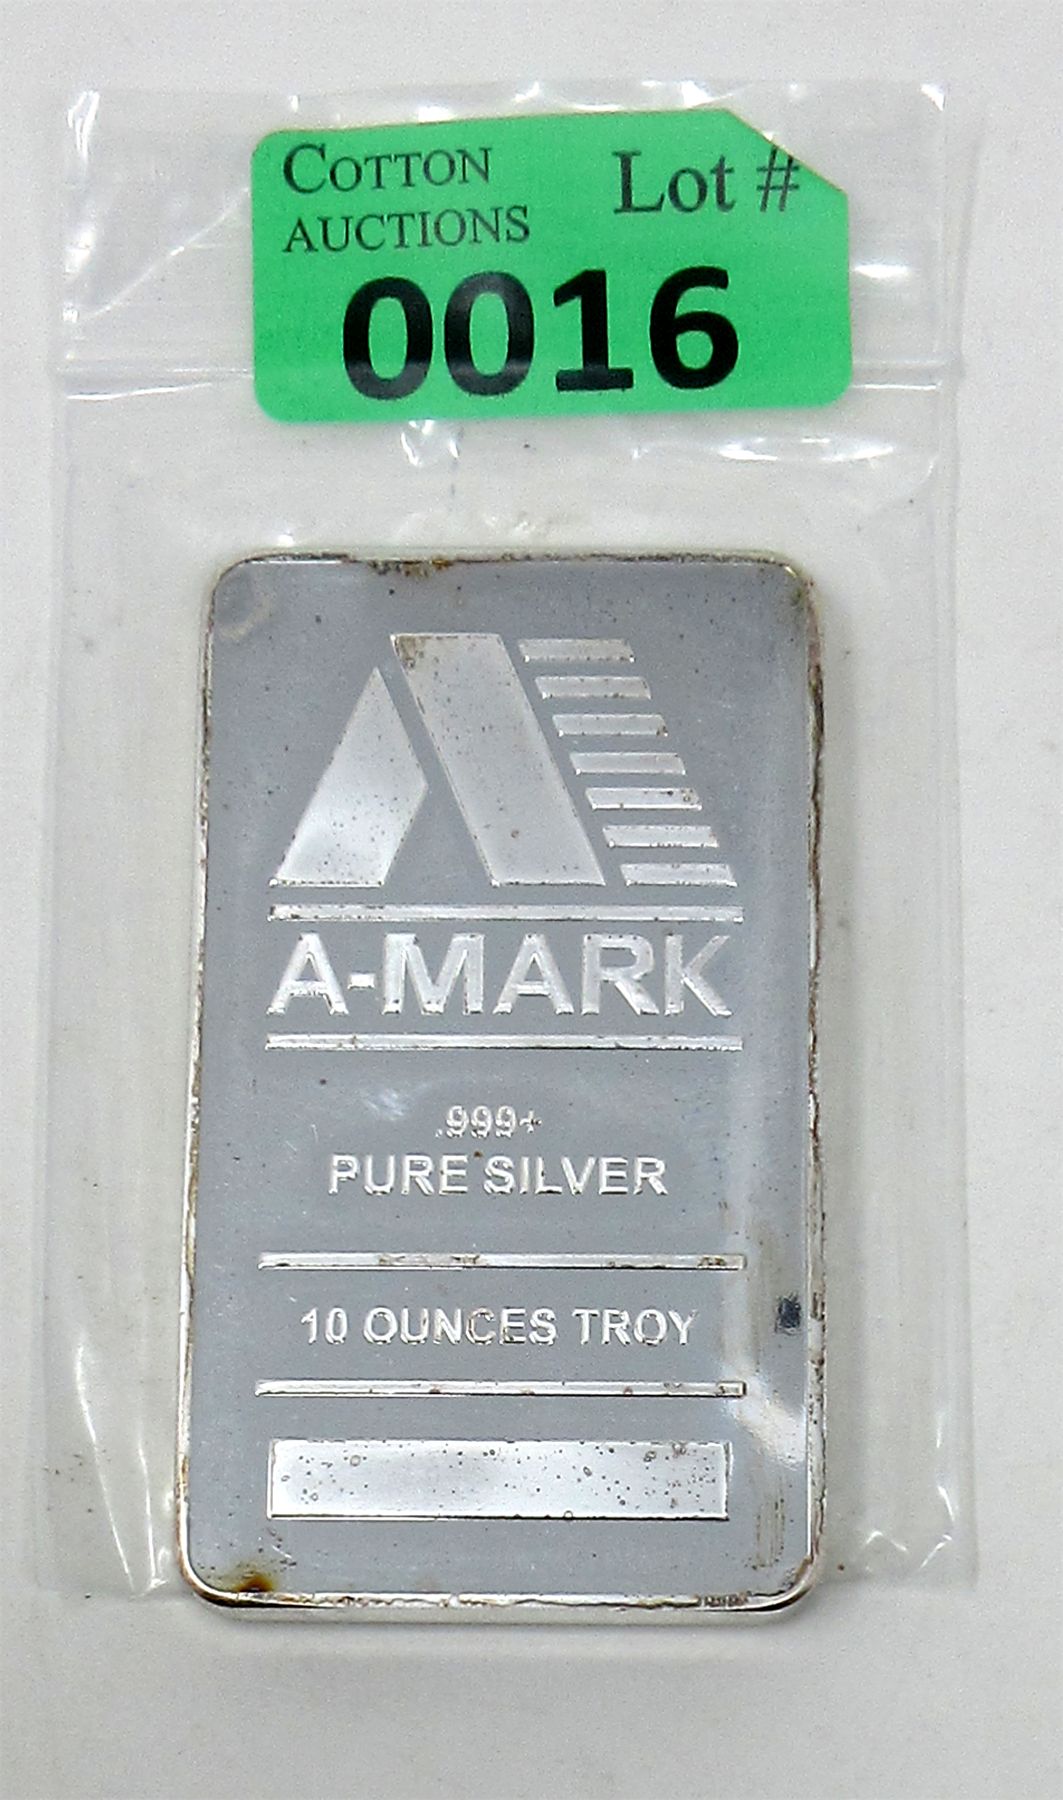 COTTON
AUCTIONS
Lot #
0016
A-MARK
.999+
PURE SILVER
10 OUNCES TROY